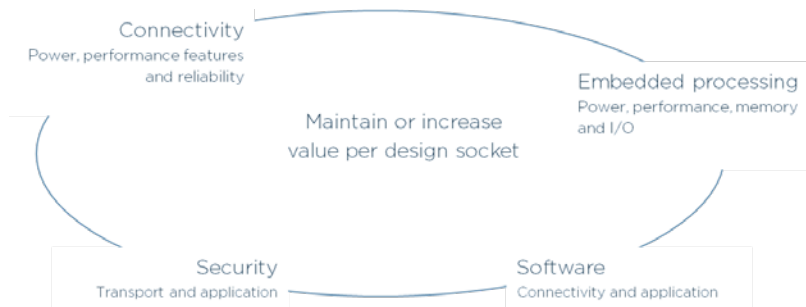 Connectivity
Power, performance features
and reliability
Embedded processing
Power, performance, memory
and I/O
Maintain or increase
value per design socket
Security
Transport and application
Software
Connectivity and application